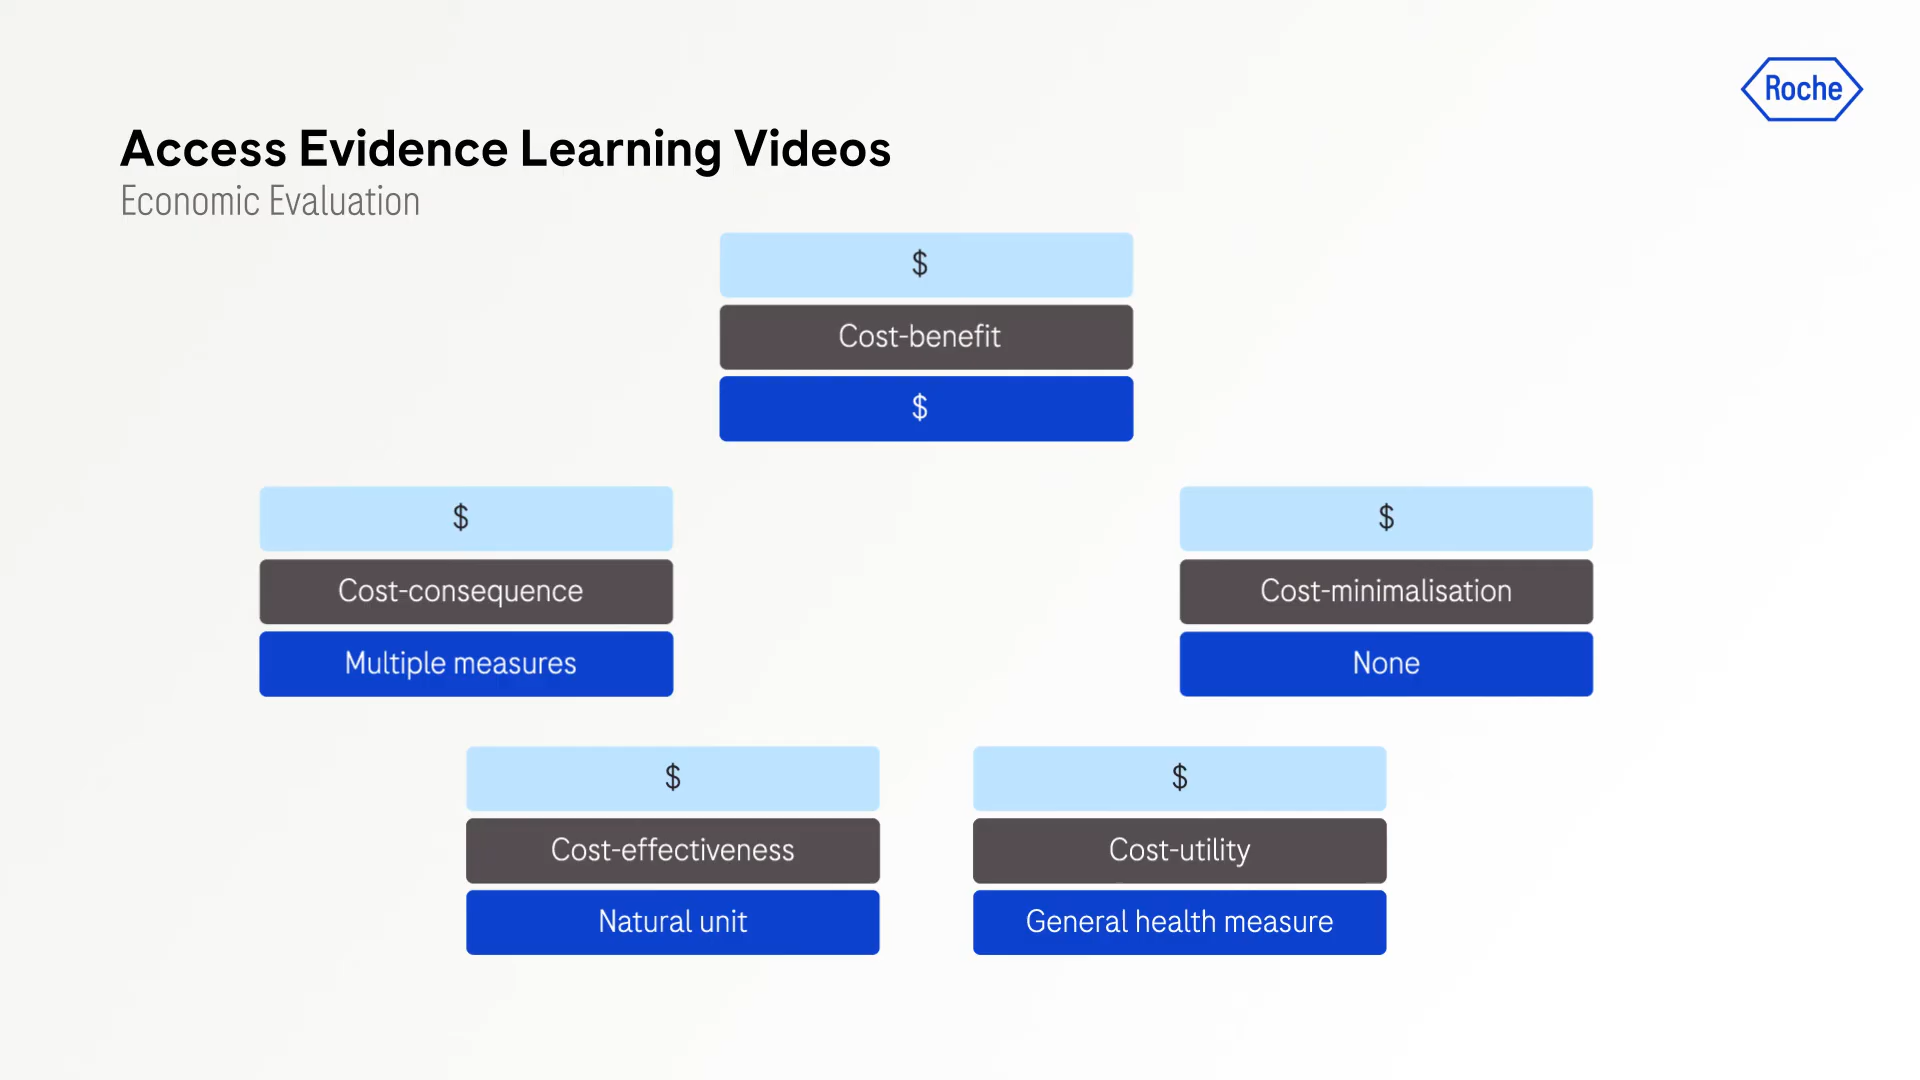 Roche
Access Evidence Learning Videos
Economic Evaluation
$
Cost-benefit
$
$
Cost-consequence
Multiple measures
$
Cost-minimalisation
None
$
Cost-effectiveness
Natural unit
$
Cost-utility
General health measure